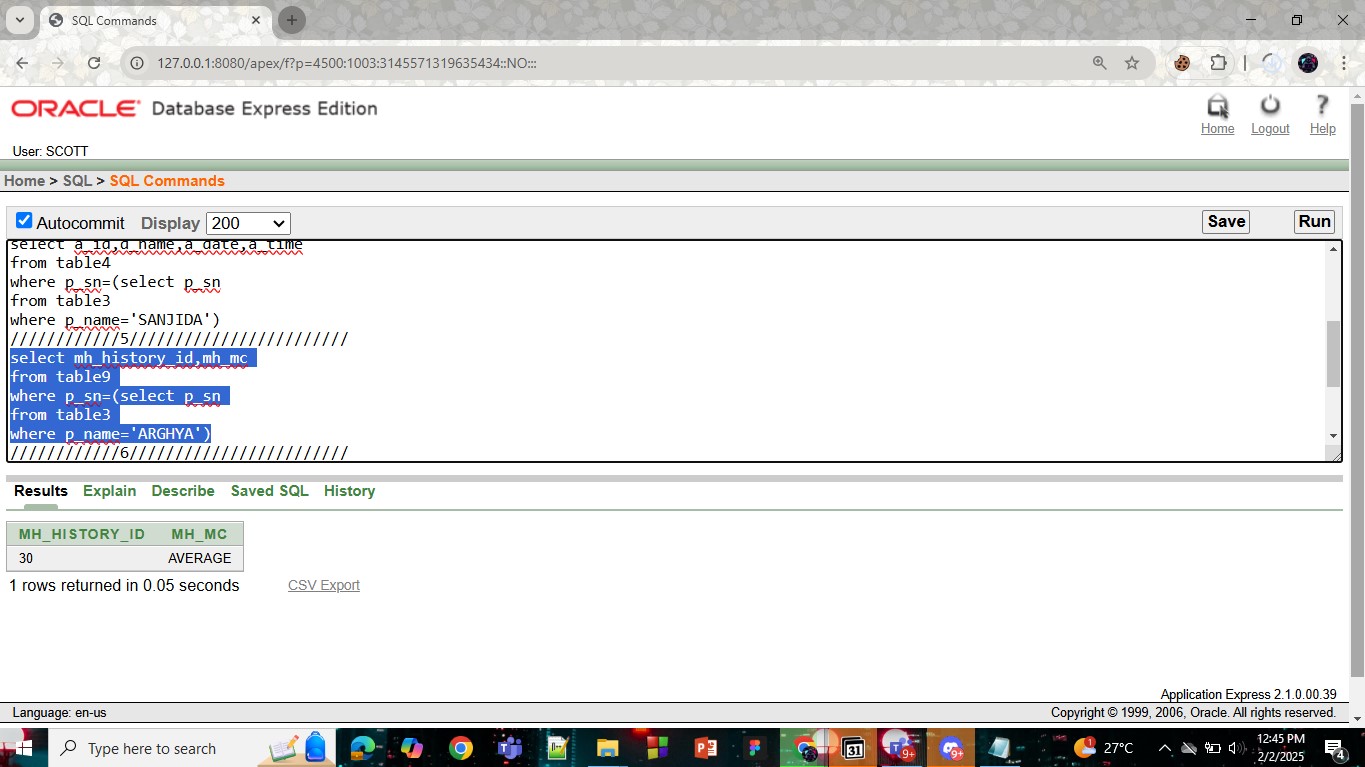 SQL Commands
127.0.0.1:8080/apex/f?p=4500:1003:3145571319635434::NO:::
ORACLE Database Express Edition
Home Logout Help
User: SCOTT
Home > SQL > SQL Commands
Autocommit Display 200 Save Run
select a_id,d_name,a_date,a_time
from table4
where p_sn=(select p_sn
from table3
where p_name='SANJIDA')
////////////5////////////////////////
select mh_history_id,mh_mc
from table9
where p_sn=(select p_sn
from table3
where p_name='ARGHYA')
////////////6////////////////////////
Results Explain Describe Saved SQL History
MH_HISTORY_ID MH_MC
30 AVERAGE
1 rows returned in 0.05 seconds CSV Export
Application Express 2.1.0.00.39
Language: en-us Copyright © 1999, 2006, Oracle. All rights reserved.
Type here to search 31 9+ 9+ 1 27°C 12:45 PM
2/2/2025 4